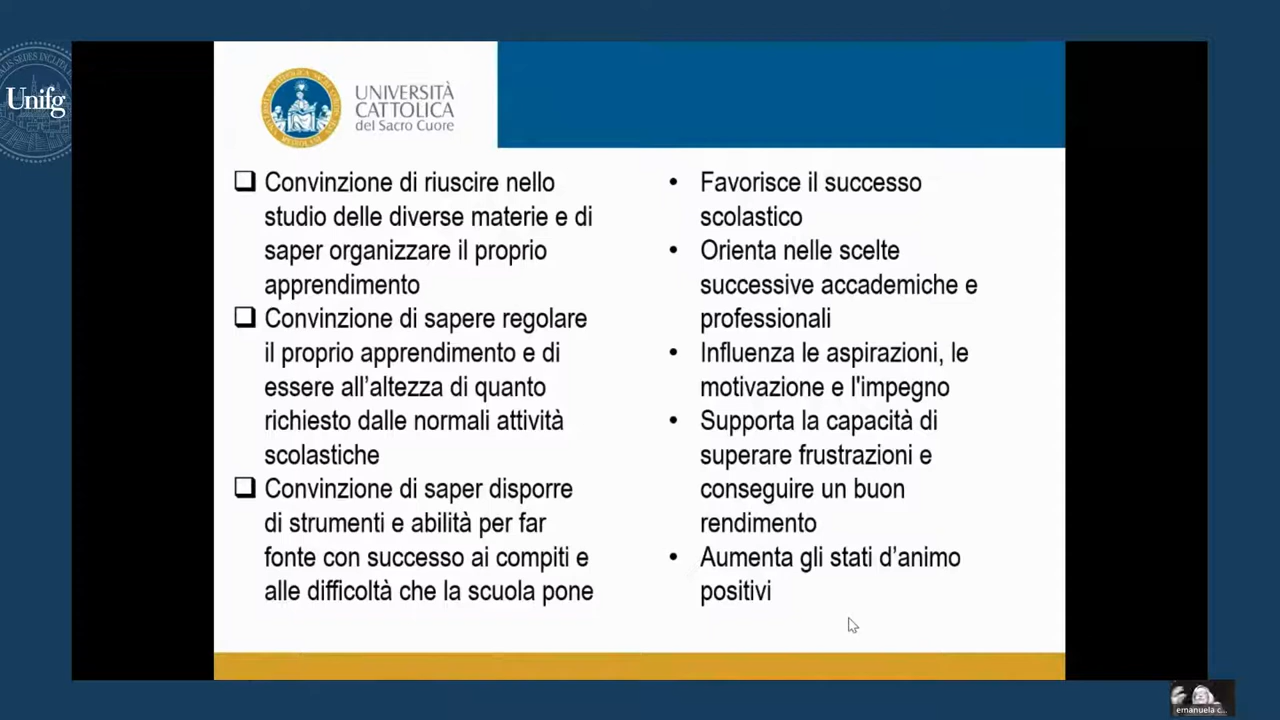 Unifg
UNIVERSITÀ
CATTOLICA
del Sacro Cuore
❑ Convinzione di riuscire nello
studio delle diverse materie e di
saper organizzare il proprio
apprendimento
❑ Convinzione di sapere regolare
il proprio apprendimento e di
essere all’altezza di quanto
richiesto dalle normali attività
scolastiche
❑ Convinzione di saper disporre
di strumenti e abilità per far
fonte con successo ai compiti e
alle difficoltà che la scuola pone
• Favorisce il successo
scolastico
• Orienta nelle scelte
successive accademiche e
professionali
• Influenza le aspirazioni, le
motivazione e l'impegno
• Supporta la capacità di
superare frustrazioni e
conseguire un buon
rendimento
• Aumenta gli stati d’animo
positivi
emanuela c...